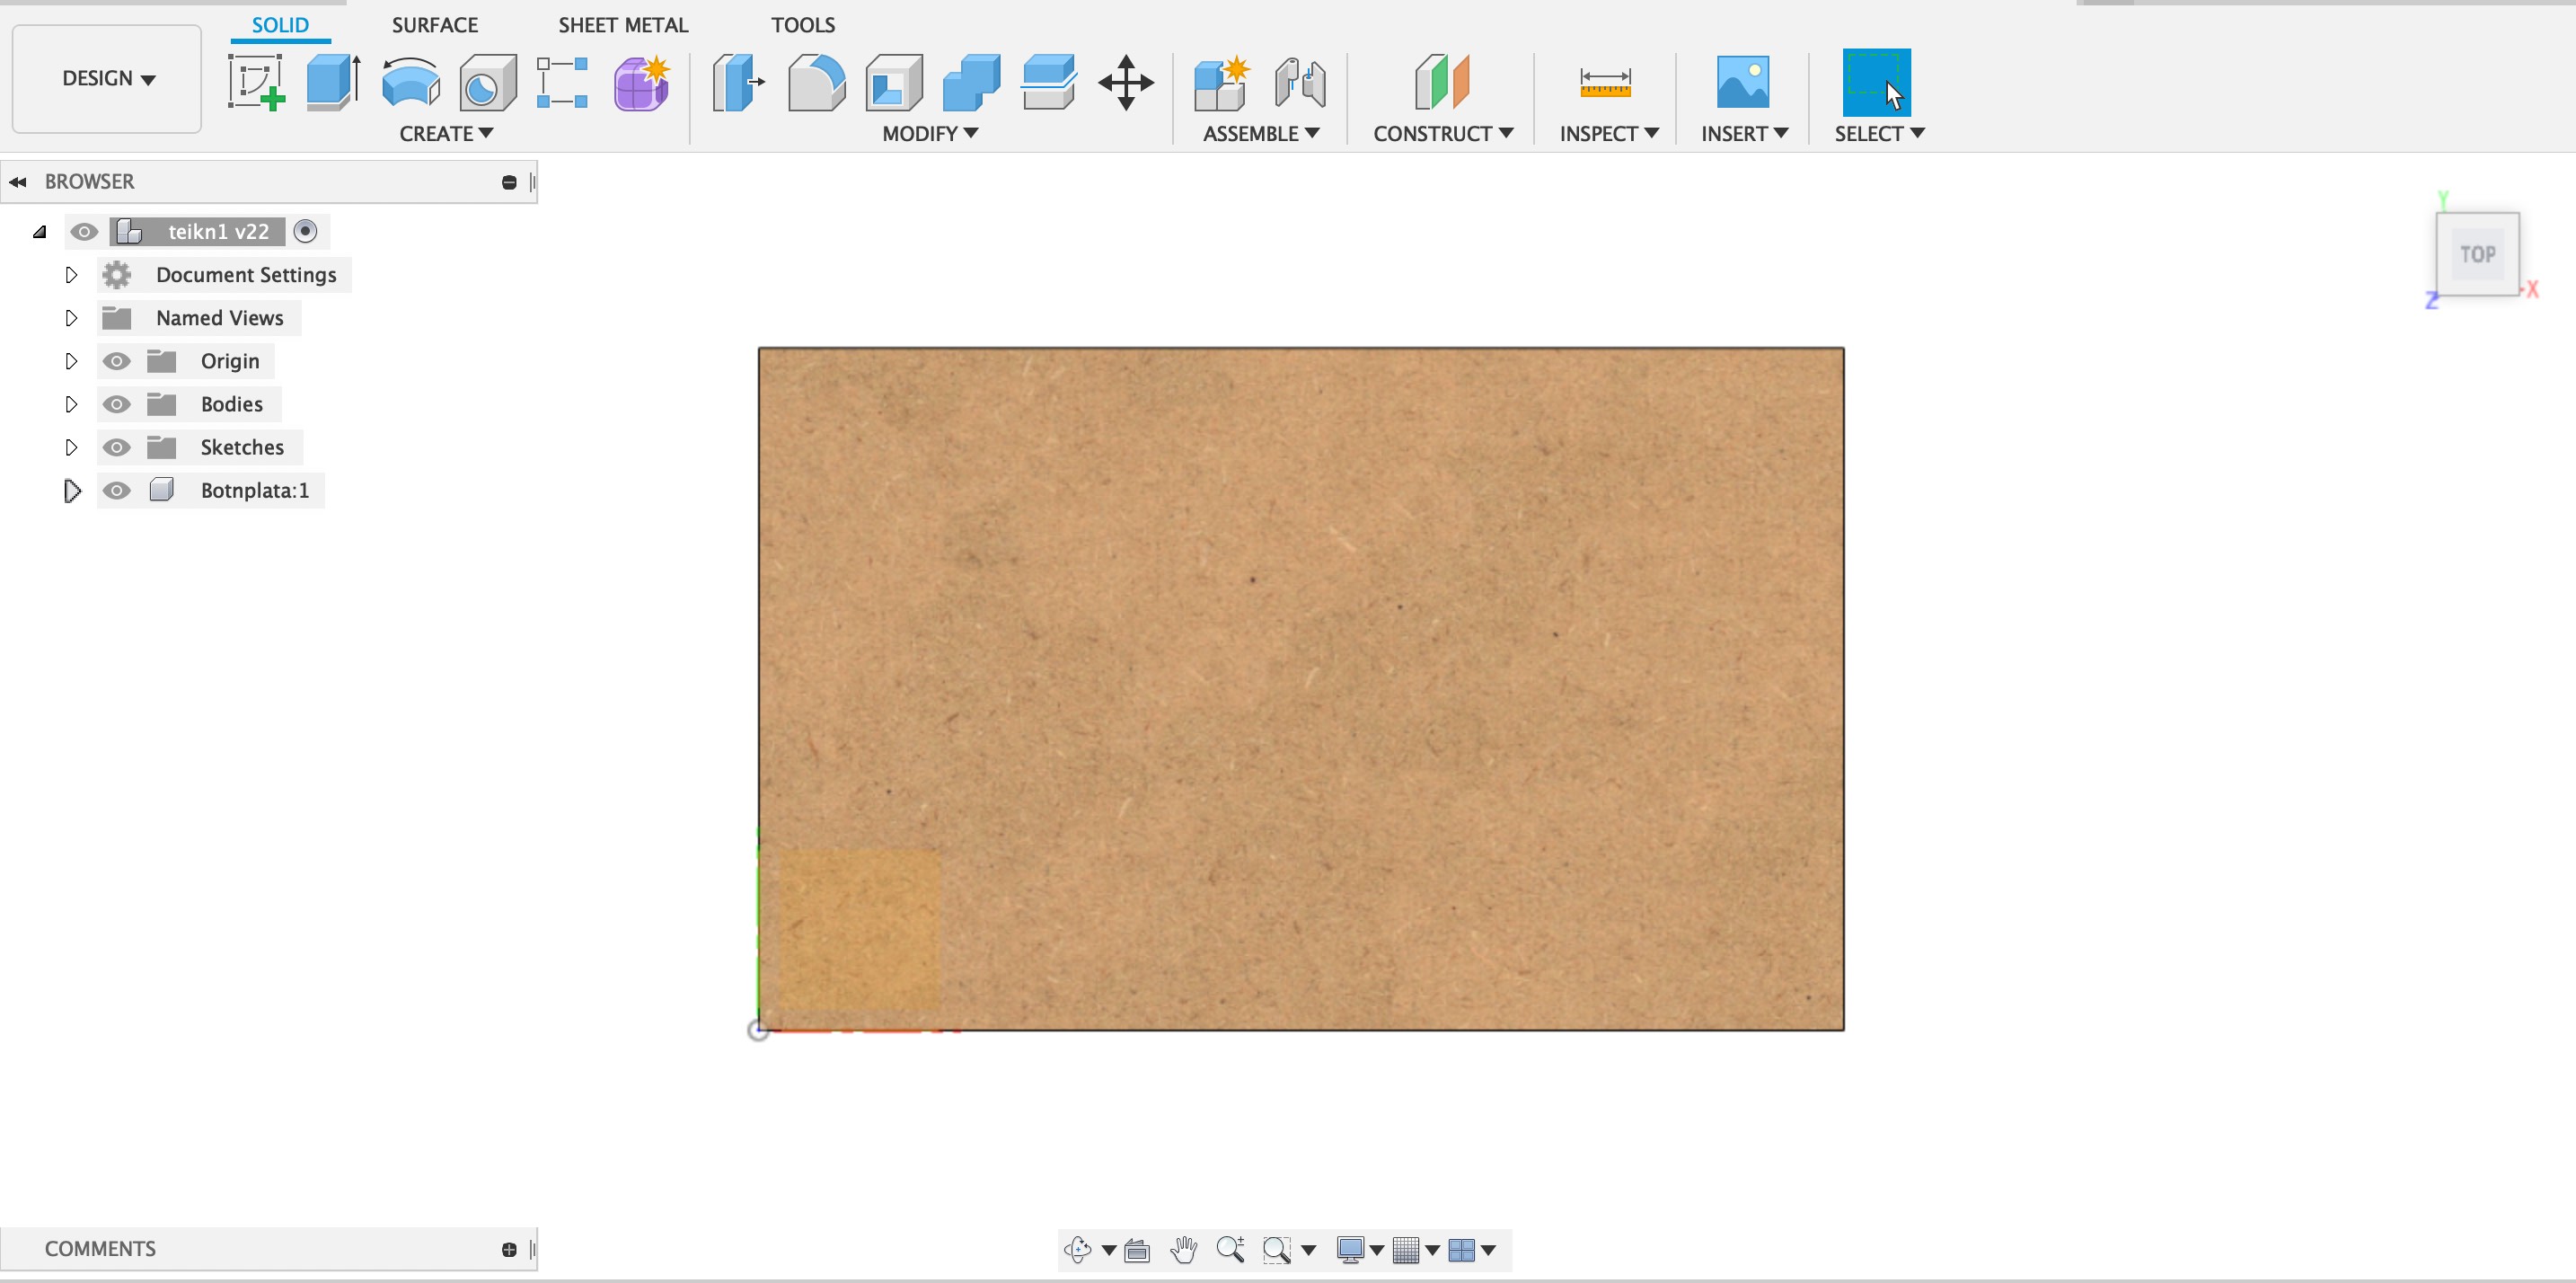 SOLID SURFACE SHEET METAL TOOLS
DESIGN
CREATE MODIFY ASSEMBLE CONSTRUCT INSPECT INSERT SELECT
BROWSER
teikn1 v22
Document Settings
Named Views
Origin
Bodies
Sketches
Botnplata:1
Y
TOP
X
Z
COMMENTS